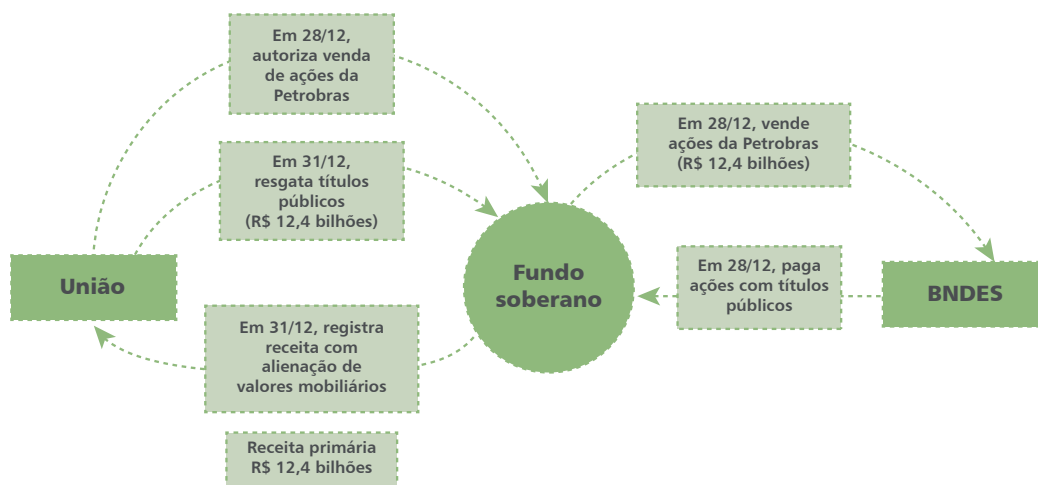 Em 28/12,
autoriza venda
de ações da
Petrobras
Em 28/12, vende
ações da Petrobras
(R$ 12,4 bilhões)
Em 31/12,
resgata títulos
públicos
(R$ 12,4 bilhões)
União
Fundo
soberano
Em 28/12, paga
ações com títulos
públicos
BNDES
Em 31/12, registra
receita com
alienação de
valores mobiliários
Receita primária
R$ 12,4 bilhões